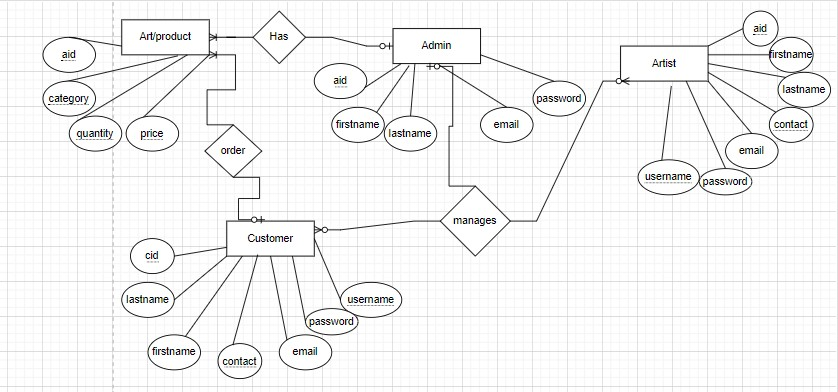 Art/product
Has
Admin
Artist
aid
category
quantity
price
order
aid
firstname
lastname
email
password
aid
firstname
lastname
contact
email
password
username
manages
Customer
cid
lastname
firstname
contact
email
password
username